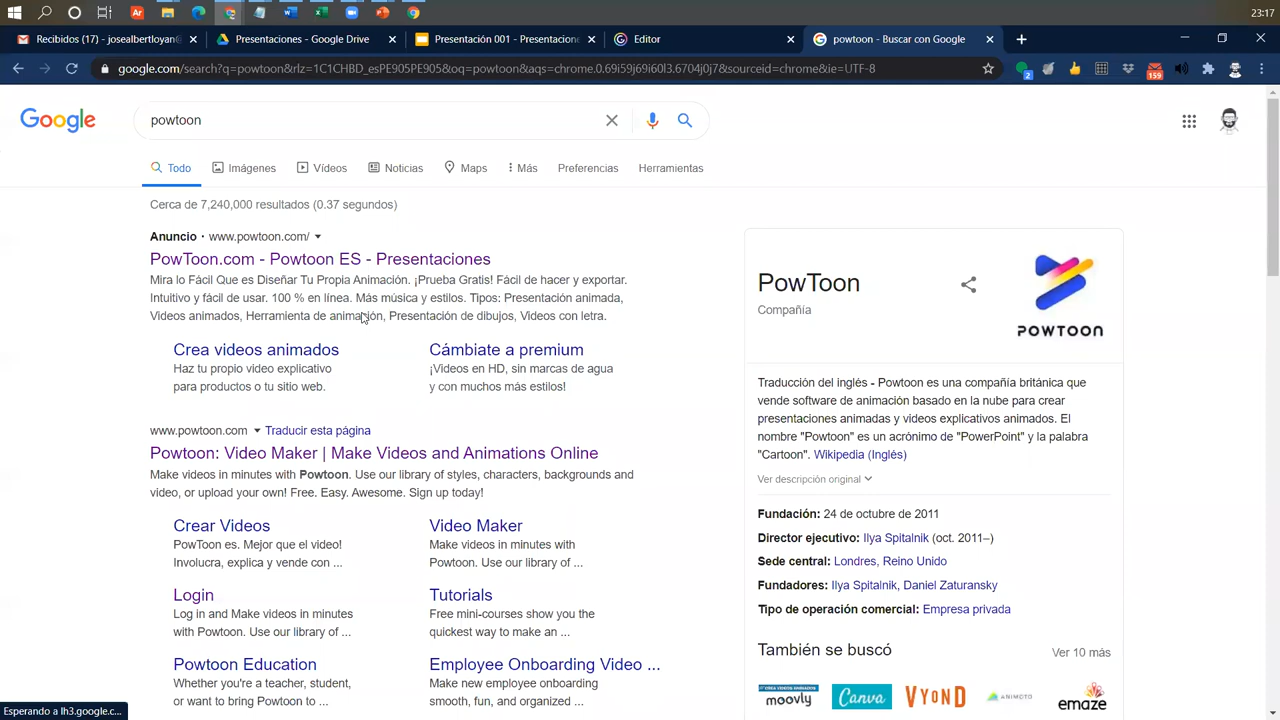 23:17
Recibidos (17) - josealbertloyan@
Presentaciones - Google Drive
Presentación 001 - Presentacione
Editor
powtoon - Buscar con Google
google.com/search?q=powtoon&rlz=1C1CHBD_esPE905PE905&oq=powtoon&aqs=chrome.0.69i59j69i60l3.6704j0j7&sourceid=chrome&ie=UTF-8
2
159
Google
powtoon
Todo
Imágenes
Vídeos
Noticias
Maps
Más
Preferencias
Herramientas
Cerca de 7,240,000 resultados (0.37 segundos)
Anuncio · www.powtoon.com/
PowToon.com - Powtoon ES - Presentaciones
Mira lo Fácil Que es Diseñar Tu Propia Animación. ¡Prueba Gratis! Fácil de hacer y exportar.
Intuitivo y fácil de usar. 100 % en línea. Más música y estilos. Tipos: Presentación animada,
Videos animados, Herramienta de animación, Presentación de dibujos, Videos con letra.
Crea videos animados
Haz tu propio video explicativo
para productos o tu sitio web.
Cámbiate a premium
¡Videos en HD, sin marcas de agua
y con muchos más estilos!
www.powtoon.com
Traducir esta página
Powtoon: Video Maker | Make Videos and Animations Online
Make videos in minutes with Powtoon. Use our library of styles, characters, backgrounds and
video, or upload your own! Free. Easy. Awesome. Sign up today!
Crear Videos
PowToon es. Mejor que el video!
Involucra, explica y vende con ...
Video Maker
Make videos in minutes with
Powtoon. Use our library of ...
Login
Log in and Make videos in minutes
with Powtoon. Use our library of ...
Tutorials
Free mini-courses show you the
quickest way to make an ...
Powtoon Education
Whether you're a teacher, student,
or want to bring Powtoon to ...
Employee Onboarding Video ...
Make new employee onboarding
smooth, fun, and organized ...
PowToon
Compañía
POWTOON
Traducción del inglés - Powtoon es una compañía británica que
vende software de animación basado en la nube para crear
presentaciones animadas y videos explicativos animados. El
nombre "Powtoon" es un acrónimo de "PowerPoint" y la palabra
"Cartoon". Wikipedia (Inglés)
Ver descripción original
Fundación: 24 de octubre de 2011
Director ejecutivo: Ilya Spitalnik (oct. 2011–)
Sede central: Londres, Reino Unido
Fundadores: Ilya Spitalnik, Daniel Zaturansky
Tipo de operación comercial: Empresa privada
También se buscó
Ver 10 más
moovly
Canva
VYOND
ANIMOTO
emaze
Esperando a lh3.google.c...